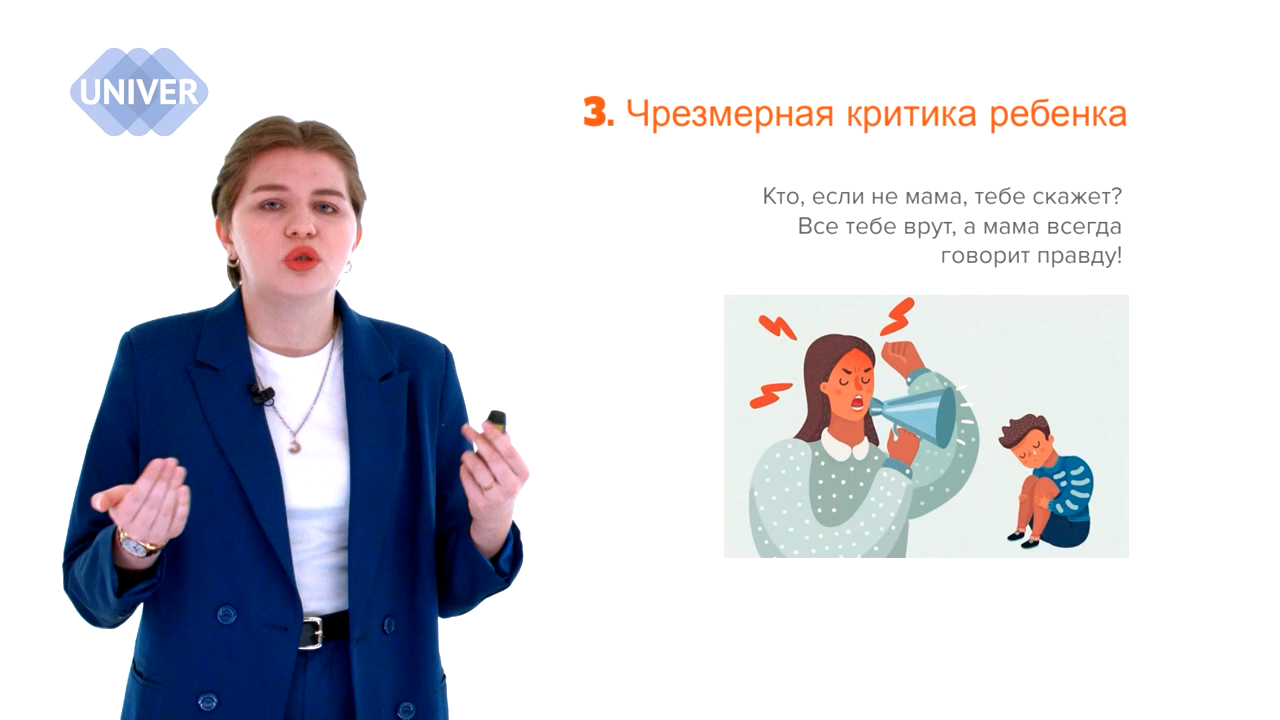 UNIVER
3. Чрезмерная критика ребенка
Кто, если не мама, тебе скажет?
Все тебе врут, а мама всегда
говорит правду!